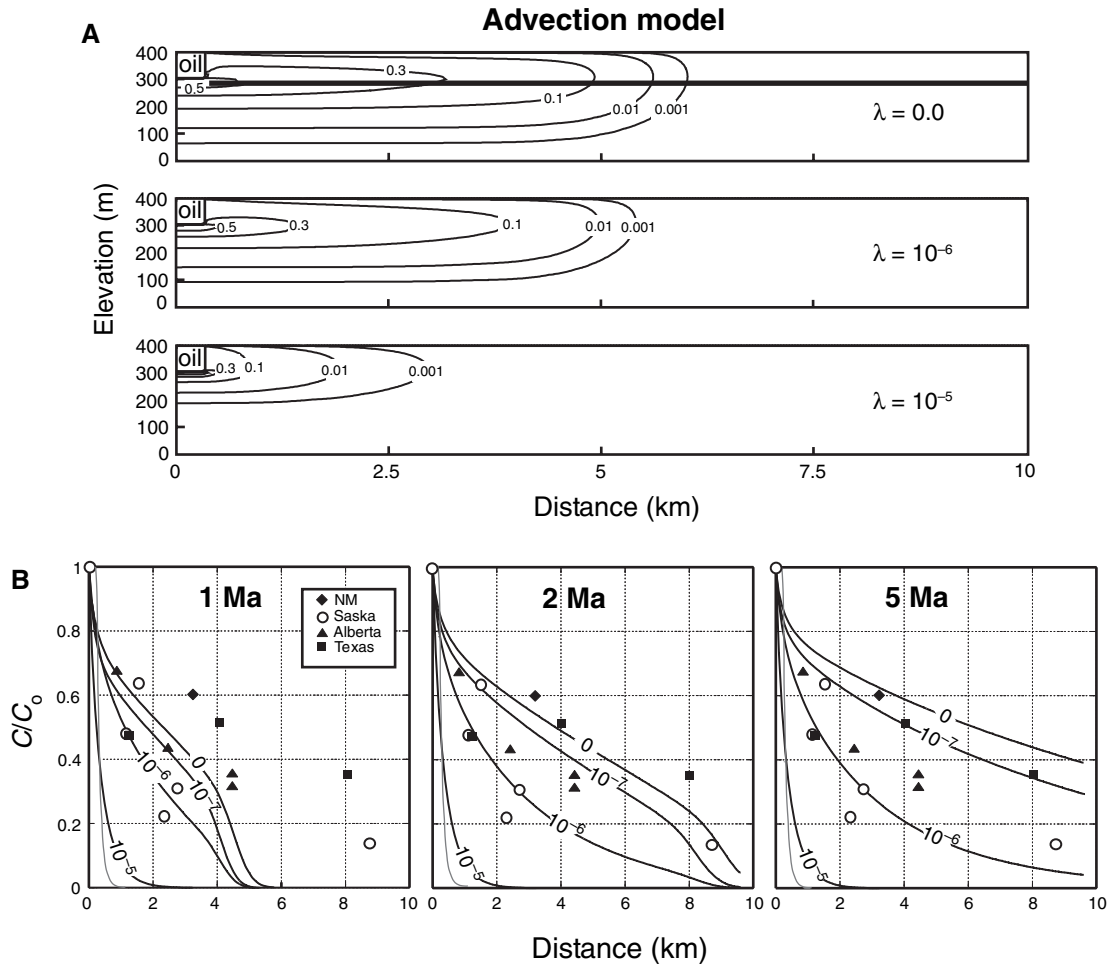 Advection model
A
400
300
200
100
0
oil
0.5
0.3
0.1
0.01
0.001
λ = 0.0
400
300
200
100
0
oil
0.5
0.3
0.1
0.01
0.001
λ = 10⁻⁶
400
300
200
100
oil
0.3
0.1
0.01
0.001
λ = 10⁻⁵
Elevation (m)
0
2.5
5
7.5
10
Distance (km)
B
C/Cₒ
1
0.8
0.6
0.4
0.2
0
1 Ma
NM
Saska
Alberta
Texas
0
10⁻⁷
10⁻⁶
10⁻⁵
0 2 4 6 8 10
2 Ma
0
10⁻⁷
10⁻⁶
10⁻⁵
0 2 4 6 8 10
5 Ma
0
10⁻⁷
10⁻⁶
10⁻⁵
0 2 4 6 8 10
Distance (km)